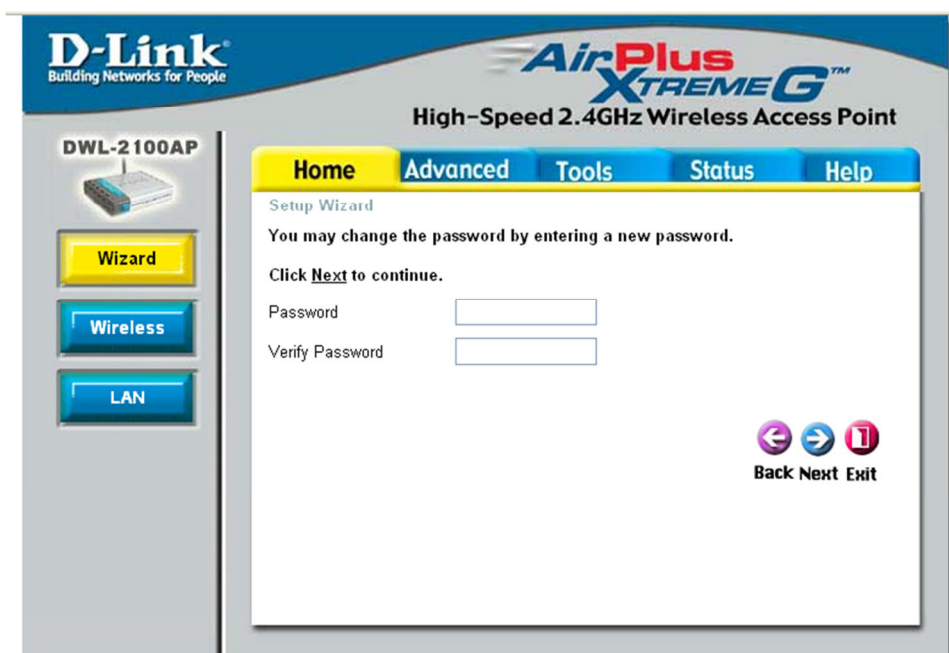 D-Link®
Building Networks for People
AirPlus
XTREME G™
High-Speed 2.4GHz Wireless Access Point
DWL-2100AP
Home Advanced Tools Status Help
Setup Wizard
You may change the password by entering a new password.
Click Next to continue.
Password
Verify Password
Wizard
Wireless
LAN
Back Next Exit